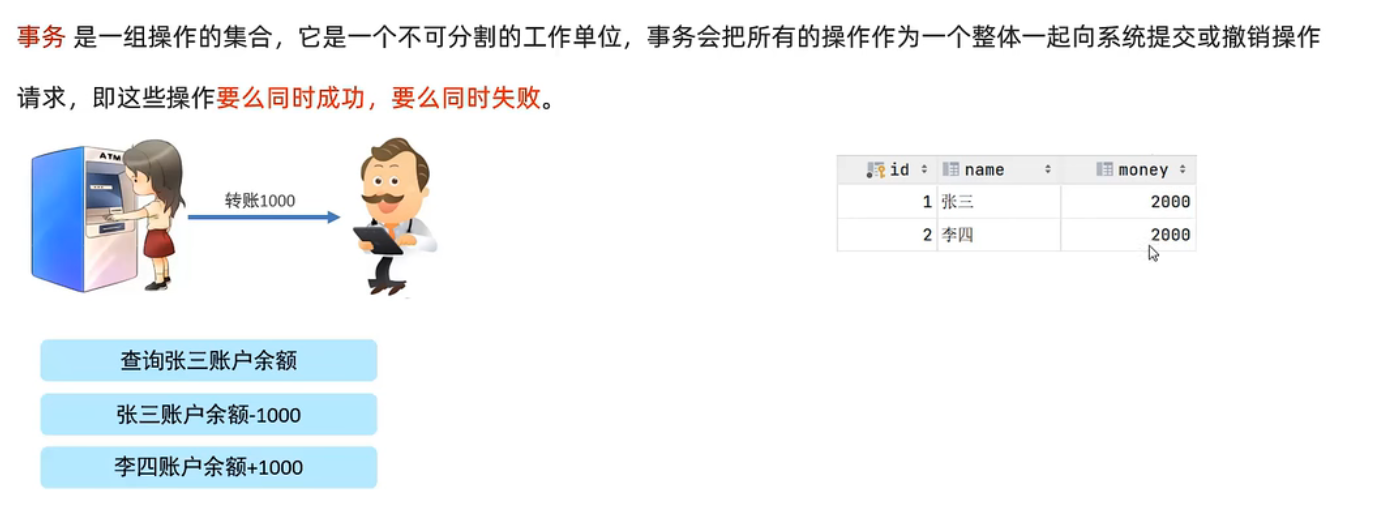 事务 是一组操作的集合，它是一个不可分割的工作单位，事务会把所有的操作作为一个整体一起向系统提交或撤销操作
请求，即这些操作要么同时成功，要么同时失败。
ATM
转账1000
id name money
1 张三 2000
2 李四 2000
查询张三账户余额
张三账户余额-1000
李四账户余额+1000